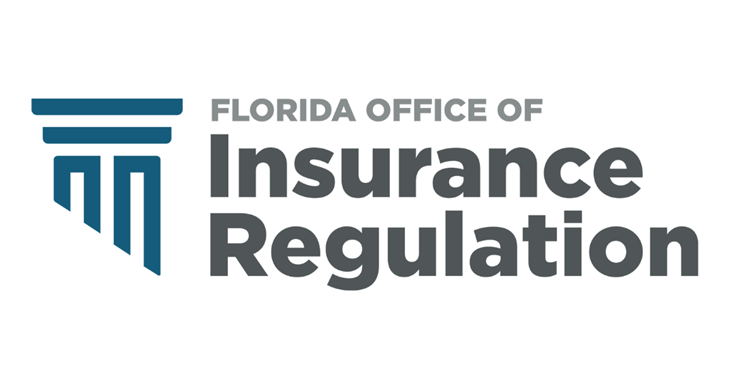 FLORIDA OFFICE OF
Insurance
Regulation